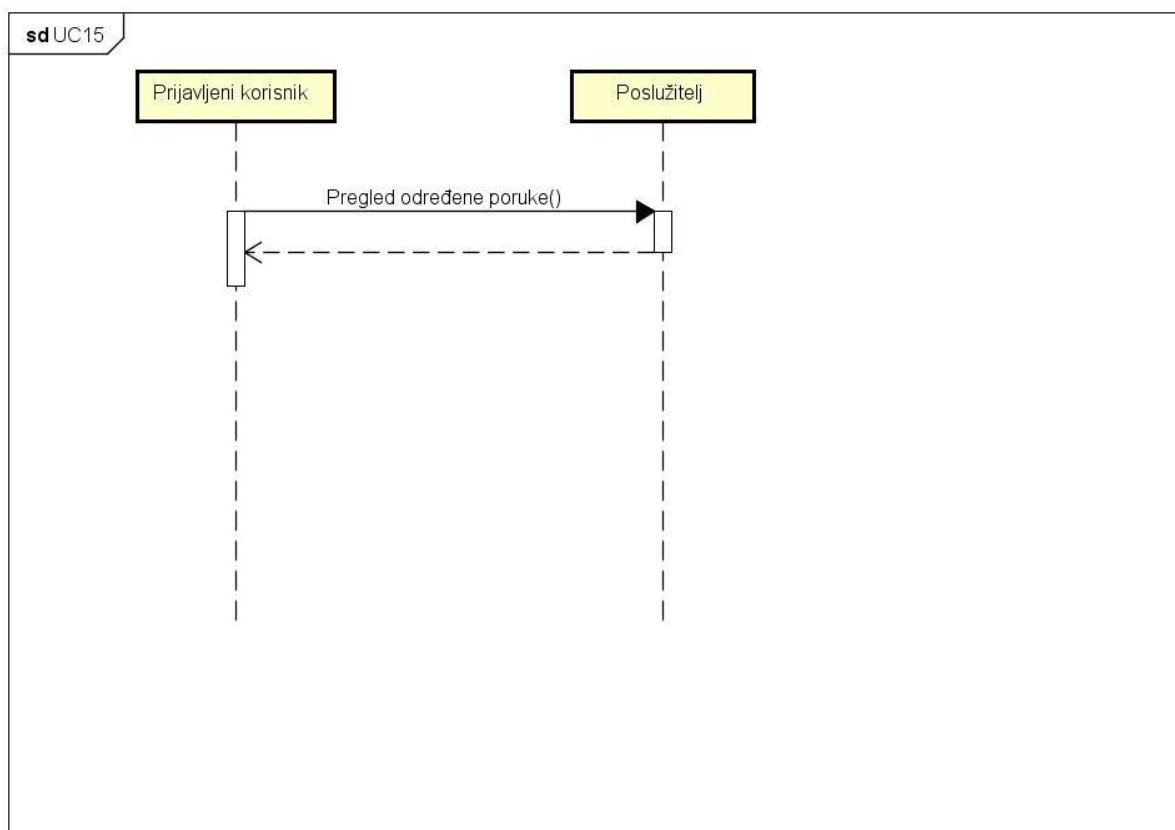 sd UC15
Prijavljeni korisnik
Poslužitelj
Pregled određene poruke()